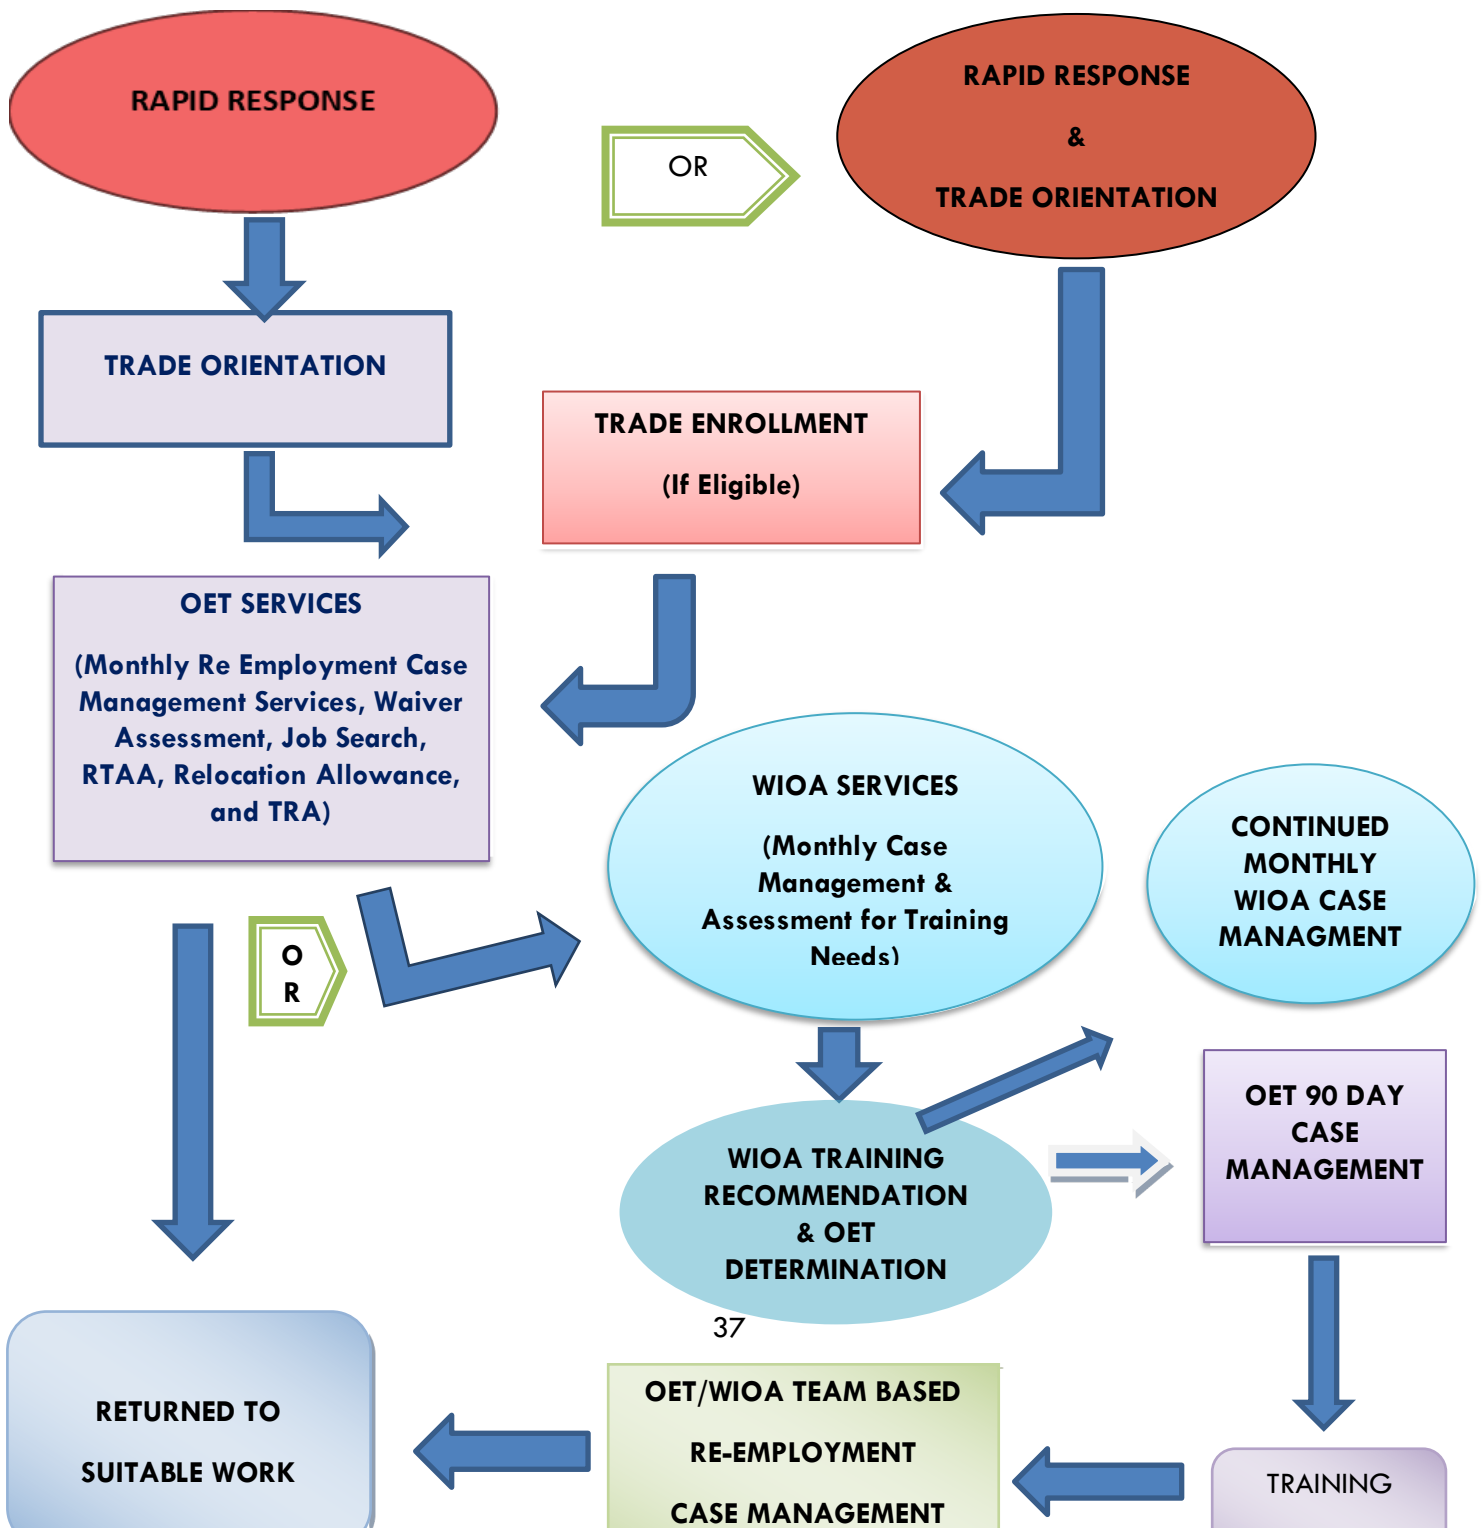 RAPID RESPONSE
OR
RAPID RESPONSE
&
TRADE ORIENTATION
TRADE ORIENTATION
TRADE ENROLLMENT
(If Eligible)
OET SERVICES
(Monthly Re Employment Case
Management Services, Waiver
Assessment, Job Search,
RTAA, Relocation Allowance,
and TRA)
WIOA SERVICES
(Monthly Case
Management &
Assessment for Training
Needs)
CONTINUED
MONTHLY
WIOA CASE
MANAGMENT
O
R
OET 90 DAY
CASE
MANAGEMENT
WIOA TRAINING
RECOMMENDATION
& OET
DETERMINATION
37
RETURNED TO
SUITABLE WORK
OET/WIOA TEAM BASED
RE-EMPLOYMENT
CASE MANAGEMENT
TRAINING